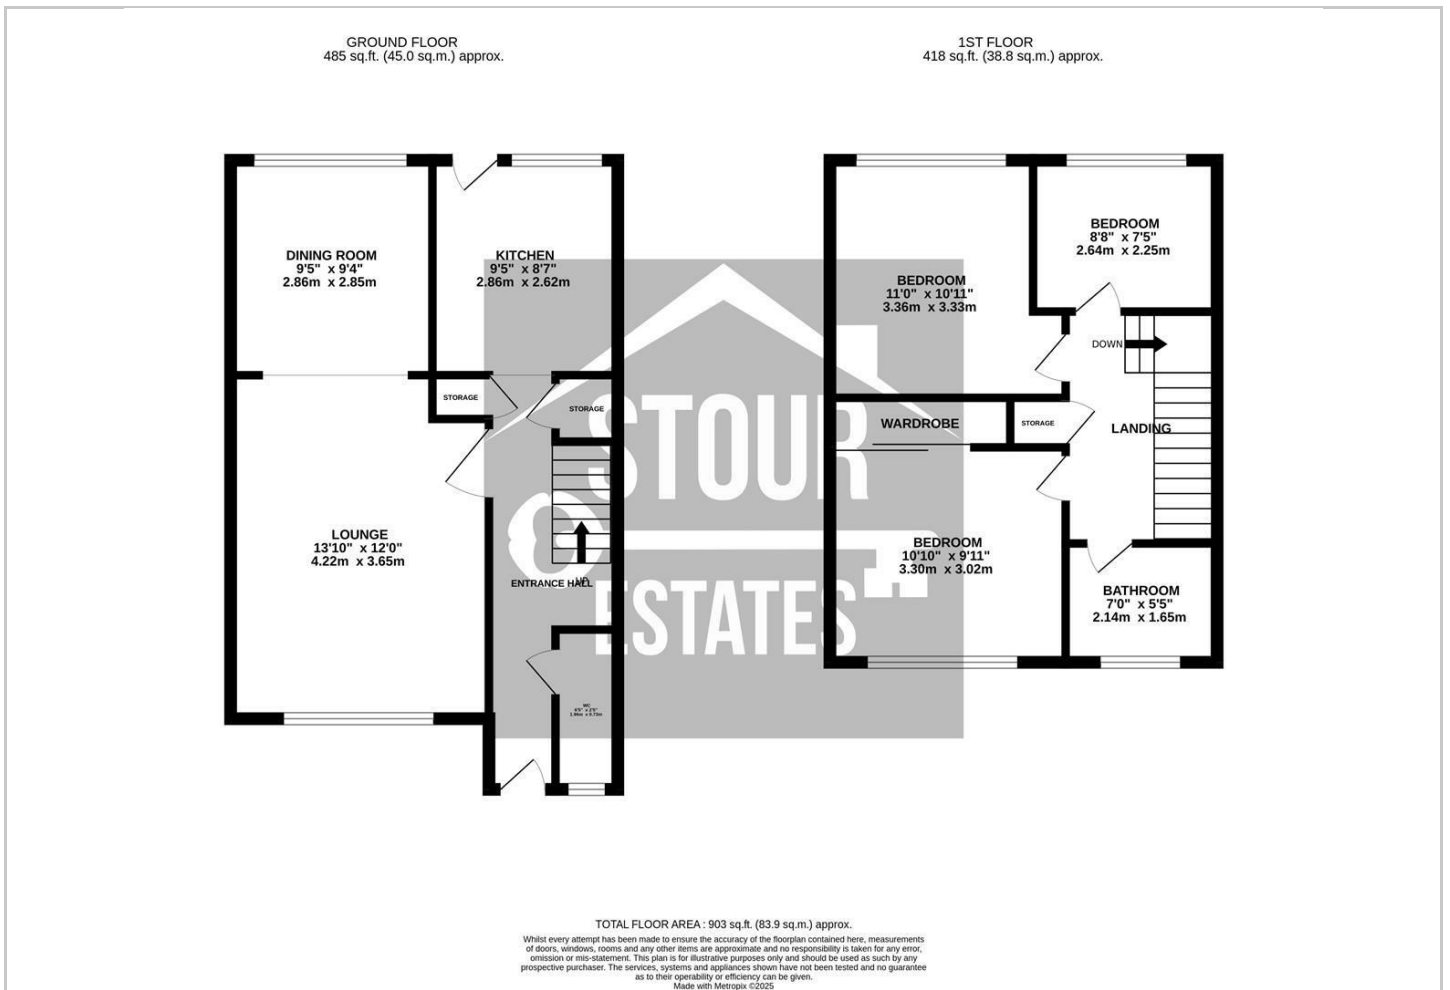 GROUND FLOOR
485 sq.ft. (45.0 sq.m.) approx.
1ST FLOOR
418 sq.ft. (38.8 sq.m.) approx.
DINING ROOM
9'5" x 9'4"
2.86m x 2.85m
KITCHEN
9'5" x 8'7"
2.86m x 2.62m
STORAGE
STORAGE
LOUNGE
13'10" x 12'0"
4.22m x 3.65m
ENTRANCE HALL
UP
WC
BEDROOM
11'0" x 10'11"
3.36m x 3.33m
BEDROOM
8'8" x 7'5"
2.64m x 2.25m
DOWN
WARDROBE
STORAGE
LANDING
BEDROOM
10'10" x 9'11"
3.30m x 3.02m
BATHROOM
7'0" x 5'5"
2.14m x 1.65m
STOUR
ESTATES
TOTAL FLOOR AREA : 903 sq.ft. (83.9 sq.m.) approx.
Whilst every attempt has been made to ensure the accuracy of the floorplan contained here, measurements
of doors, windows, rooms and any other items are approximate and no responsibility is taken for any error,
omission or mis-statement. This plan is for illustrative purposes only and should be used as such by any
prospective purchaser. The services, systems and appliances shown have not been tested and no guarantee
as to their operability or efficiency can be given.
Made with Metropix ©2025